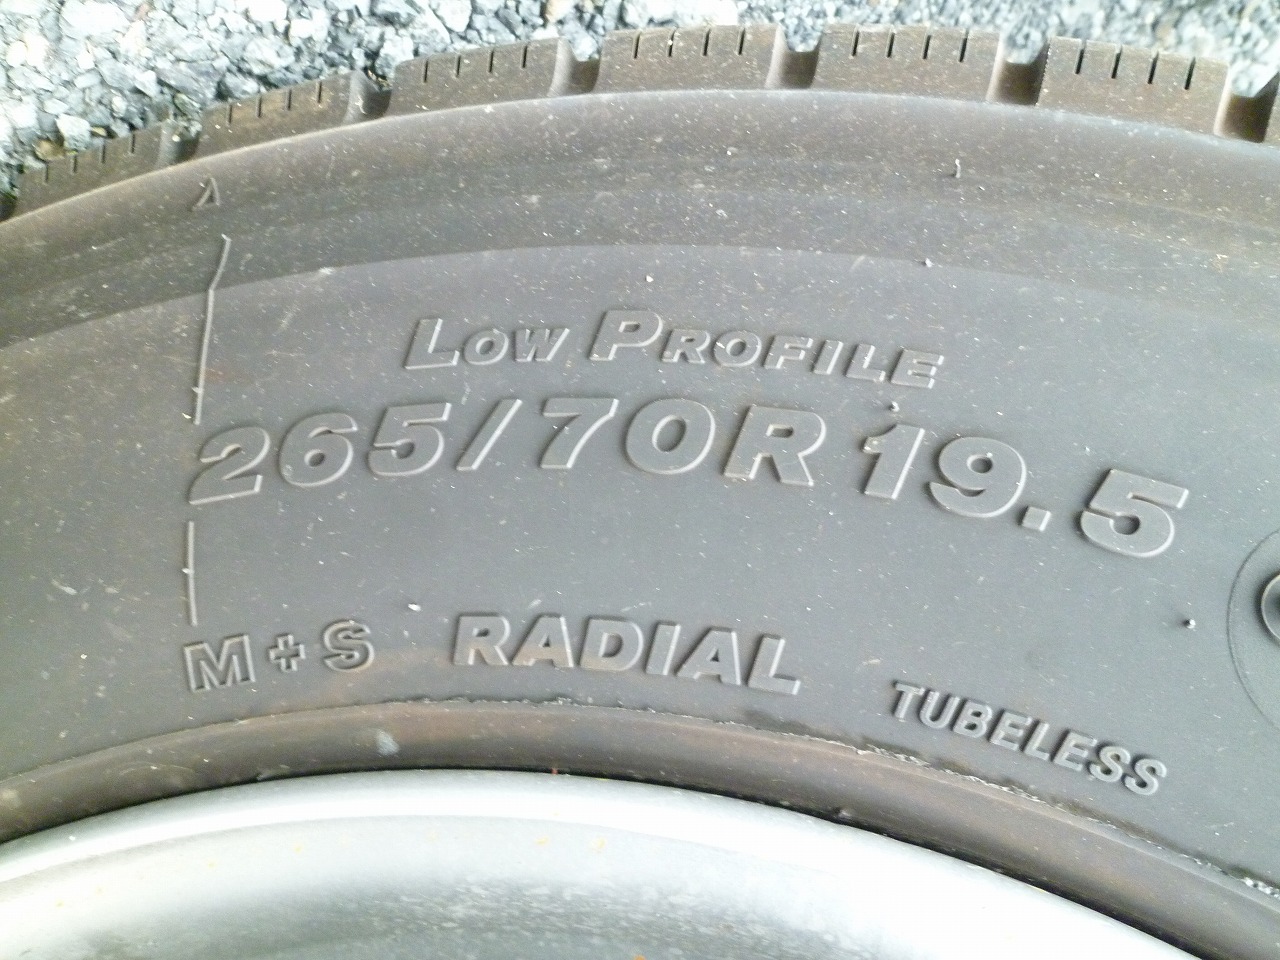 LOW PROFILE
265/70R 19.5
M+S RADIAL TUBELESS